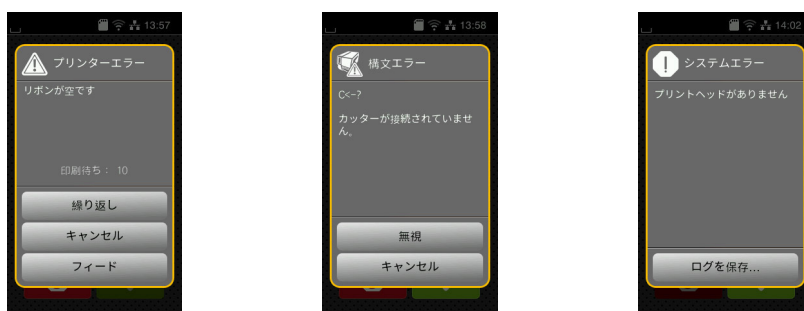 13:57
プリンターエラー
リボンが空です
印刷待ち： 10
繰り返し
キャンセル
フィード
13:58
構文エラー
C<-?
カッターが接続されていませ
ん。
無視
キャンセル
14:02
システムエラー
プリントヘッドがありません
ログを保存...